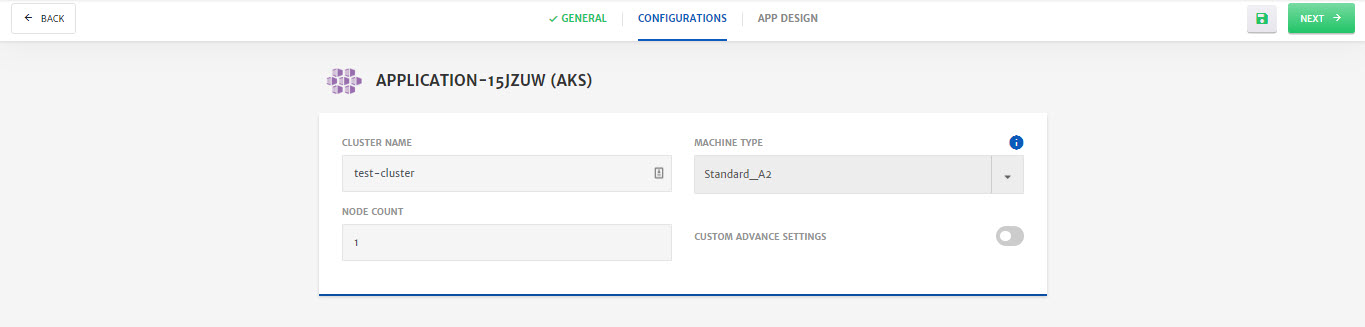 BACK
GENERAL
CONFIGURATIONS
APP DESIGN
NEXT
APPLICATION-15JZUW (AKS)
CLUSTER NAME
MACHINE TYPE
test-cluster
Standard_A2
NODE COUNT
1
CUSTOM ADVANCE SETTINGS